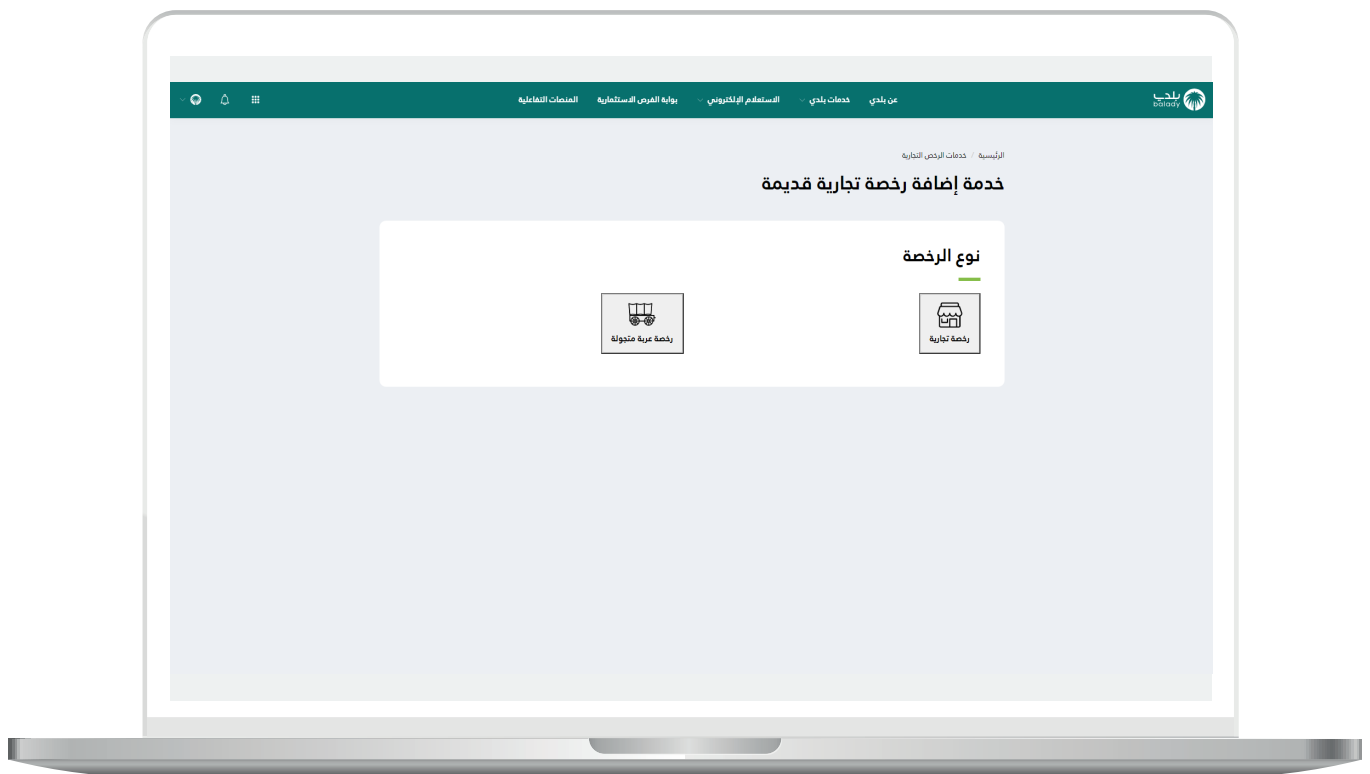 بلدي
balady
عن بلدي
خدمات بلدي
الاستعلام الإلكتروني
بوابة الفرص الاستثمارية
المنصات التفاعلية
الرئيسية / خدمات الرخص التجارية
خدمة إضافة رخصة تجارية قديمة
نوع الرخصة
رخصة تجارية
رخصة عربة متجولة